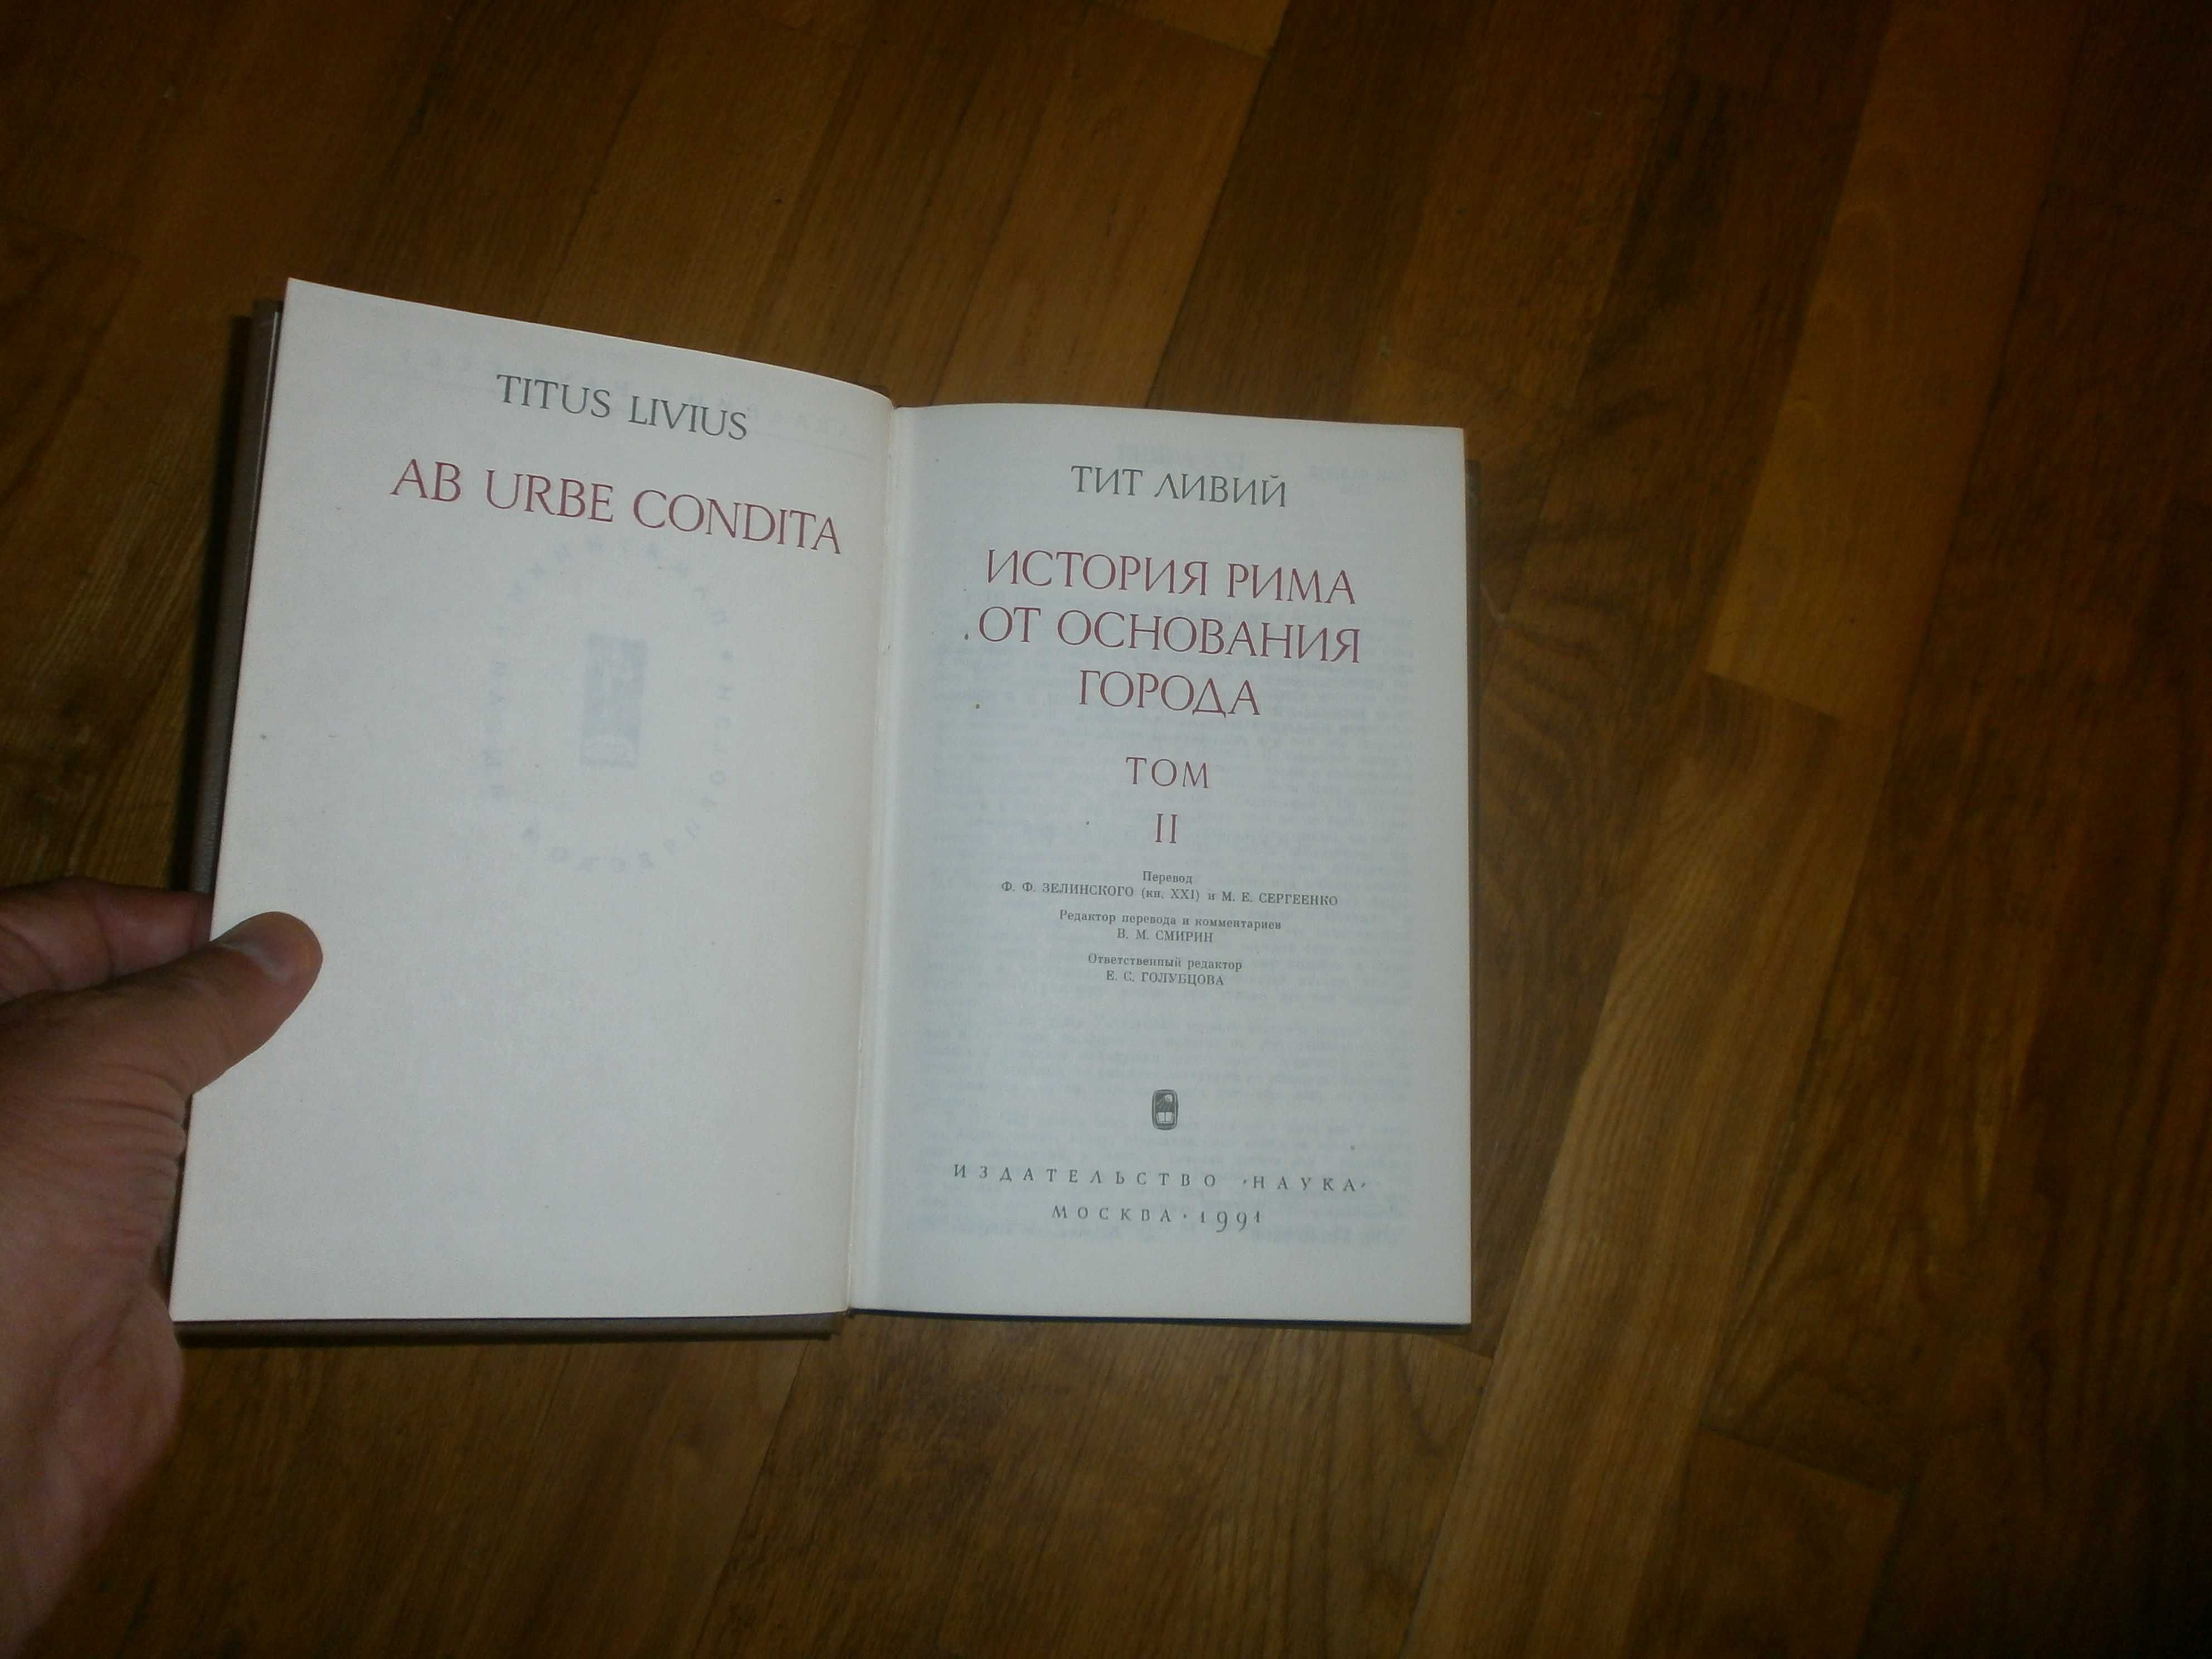 TITUS LIVIUS
AB URBE CONDITA
ТИТ ЛИВИЙ
ИСТОРИЯ РИМА
ОТ ОСНОВАНИЯ
ГОРОДА
ТОМ
II
Перевод
Ф. Ф. ЗЕЛИНСКОГО (кн. XXI) и М. Е. СЕРГЕЕНКО
Редактор перевода и комментариев
В. М. СМИРИН
Ответственный редактор
Е. С. ГОЛУБЦОВА
ИЗДАТЕЛЬСТВО «НАУКА»
МОСКВА · 1991